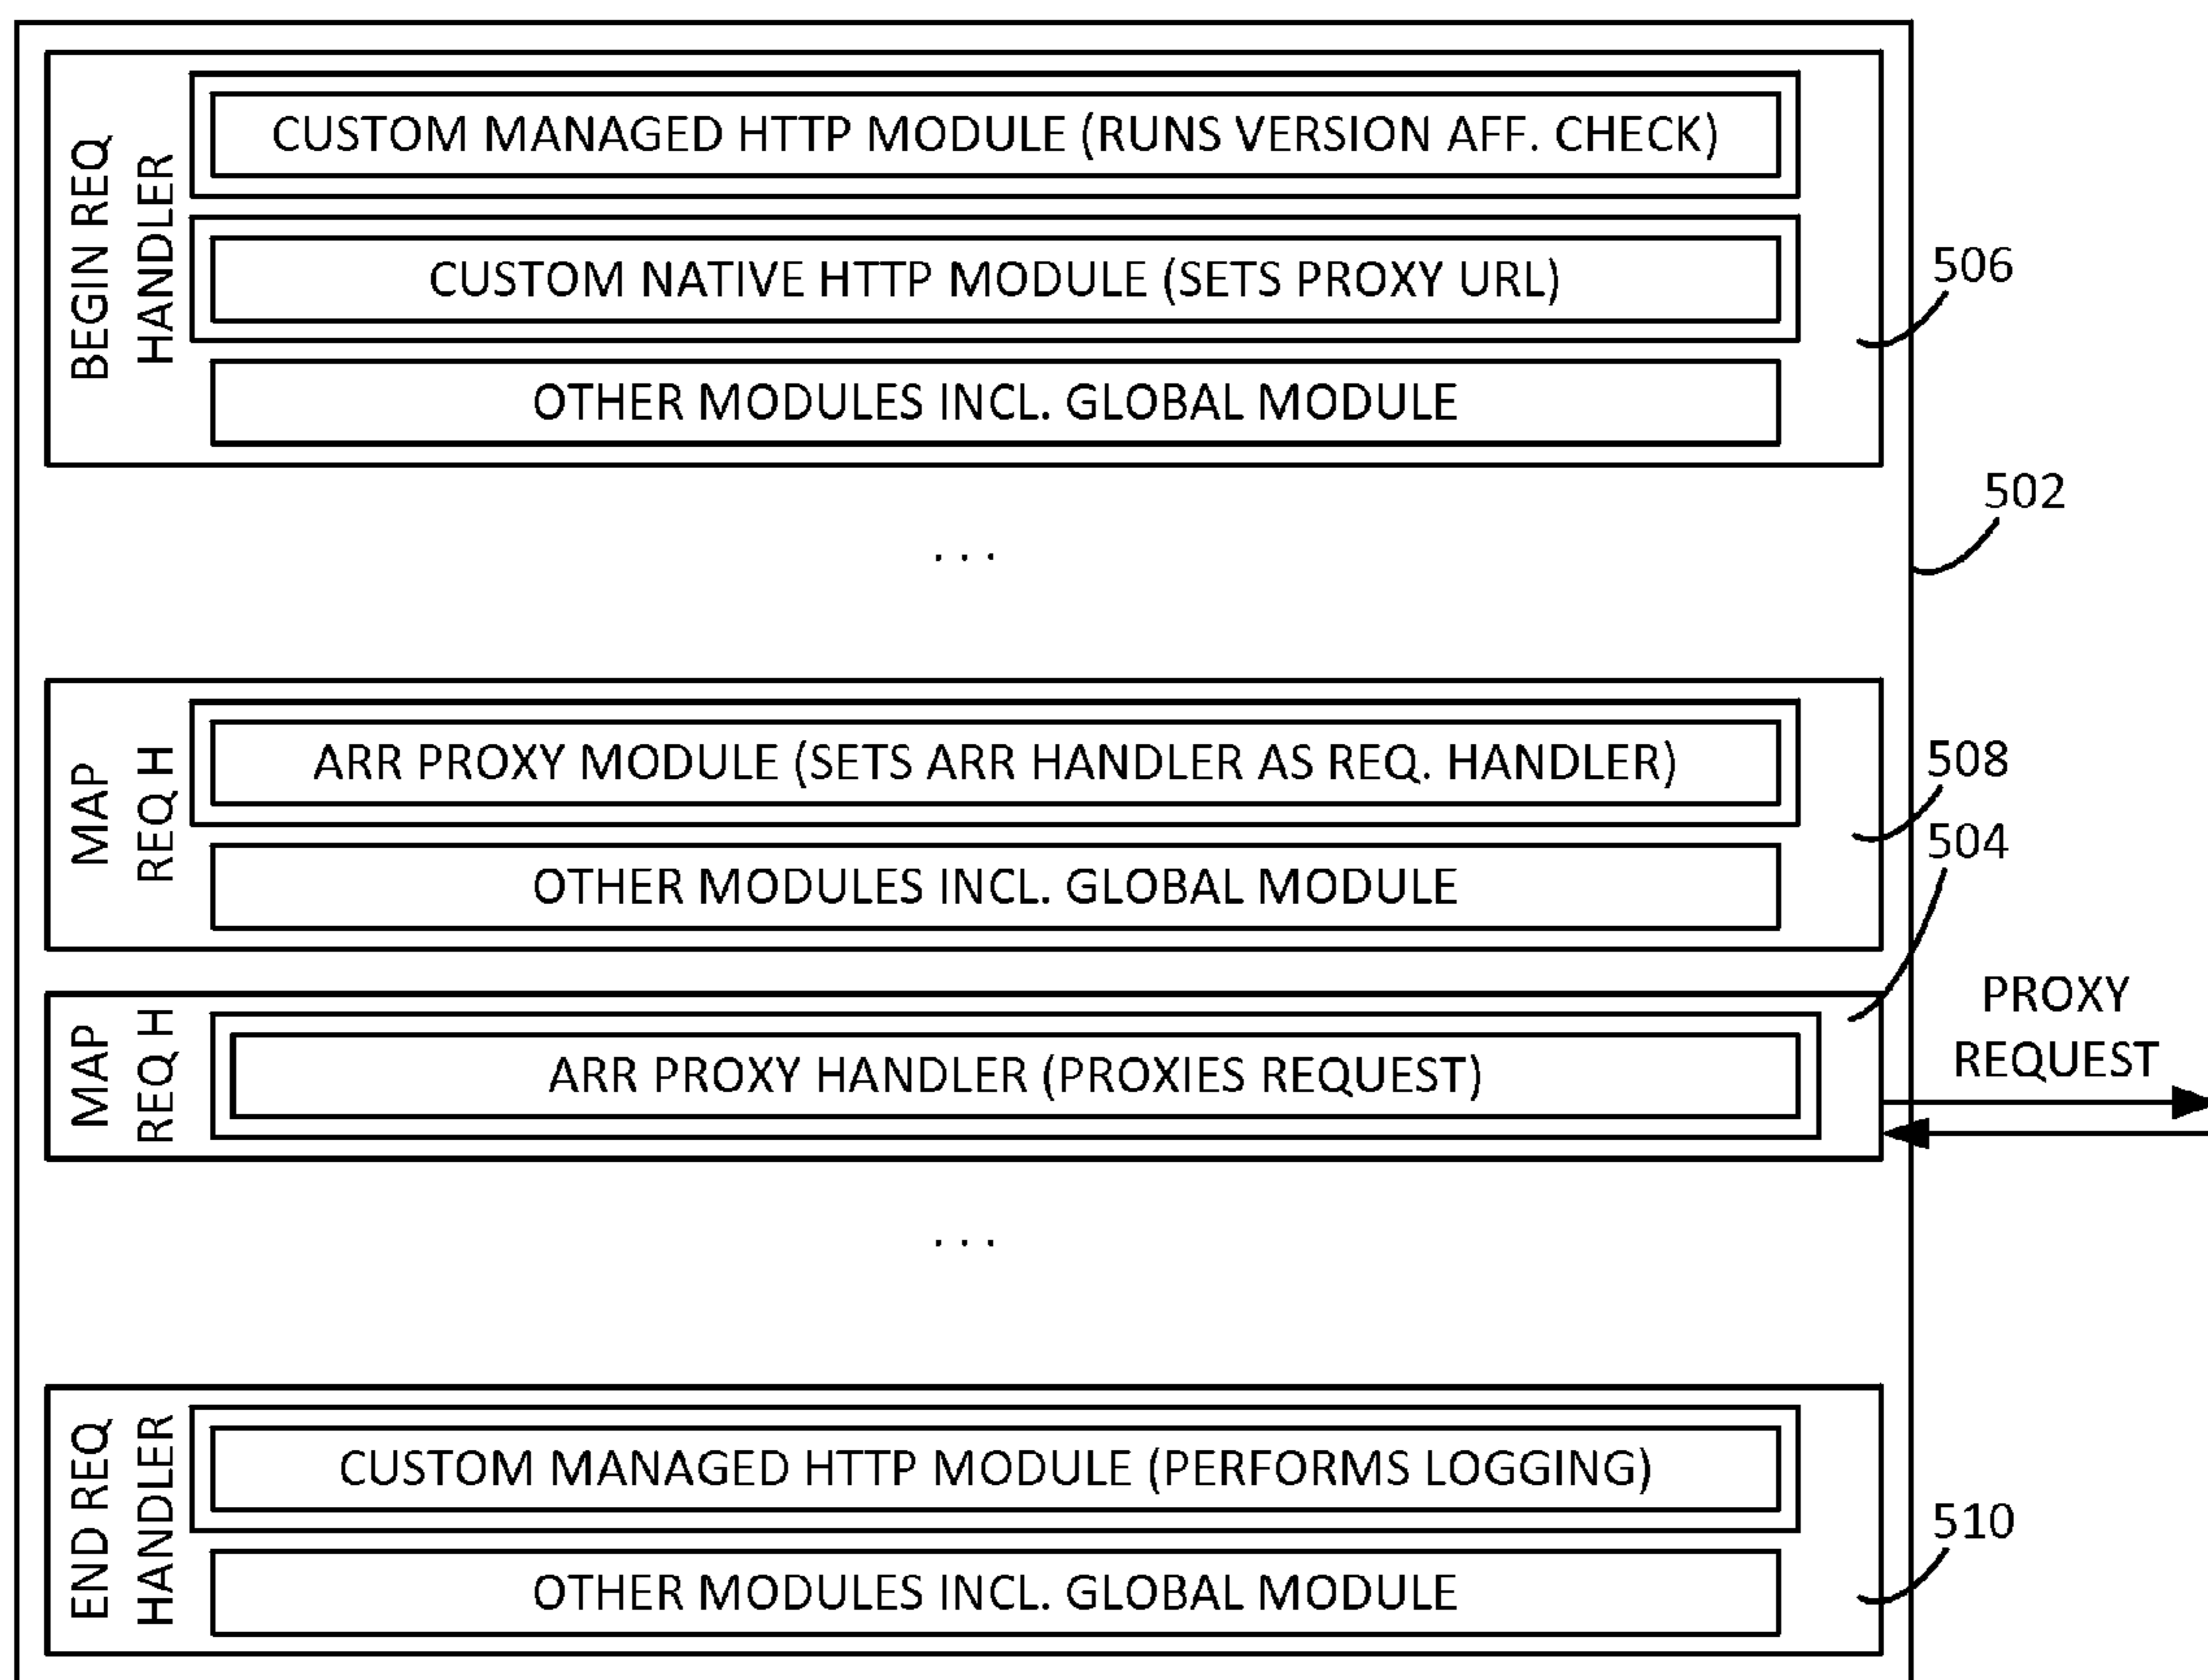 BEGIN REQ
HANDLER
CUSTOM MANAGED HTTP MODULE (RUNS VERSION AFF. CHECK)
CUSTOM NATIVE HTTP MODULE (SETS PROXY URL)
OTHER MODULES INCL. GLOBAL MODULE
506
502
. . .
MAP
REQ H
ARR PROXY MODULE (SETS ARR HANDLER AS REQ. HANDLER)
OTHER MODULES INCL. GLOBAL MODULE
508
504
MAP
REQ H
ARR PROXY HANDLER (PROXIES REQUEST)
PROXY
REQUEST
. . .
END REQ
HANDLER
CUSTOM MANAGED HTTP MODULE (PERFORMS LOGGING)
OTHER MODULES INCL. GLOBAL MODULE
510